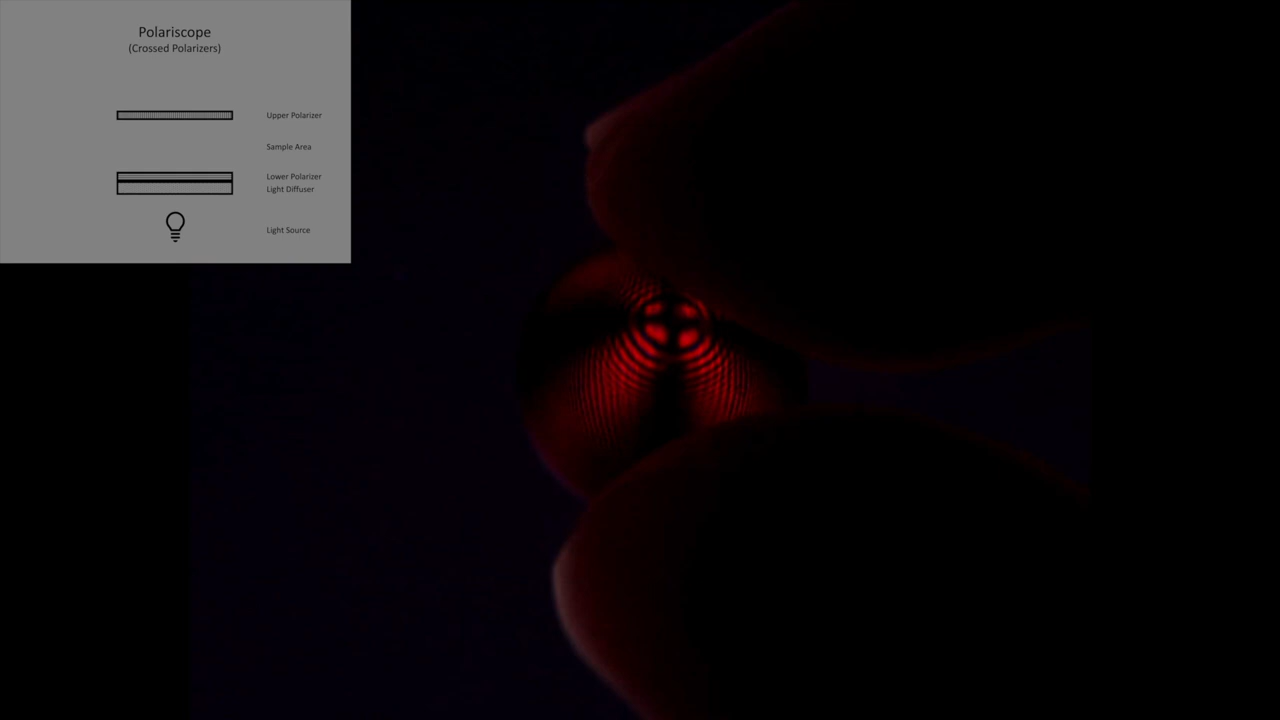 Polariscope
(Crossed Polarizers)
Upper Polarizer
Sample Area
Lower Polarizer
Light Diffuser
Light Source